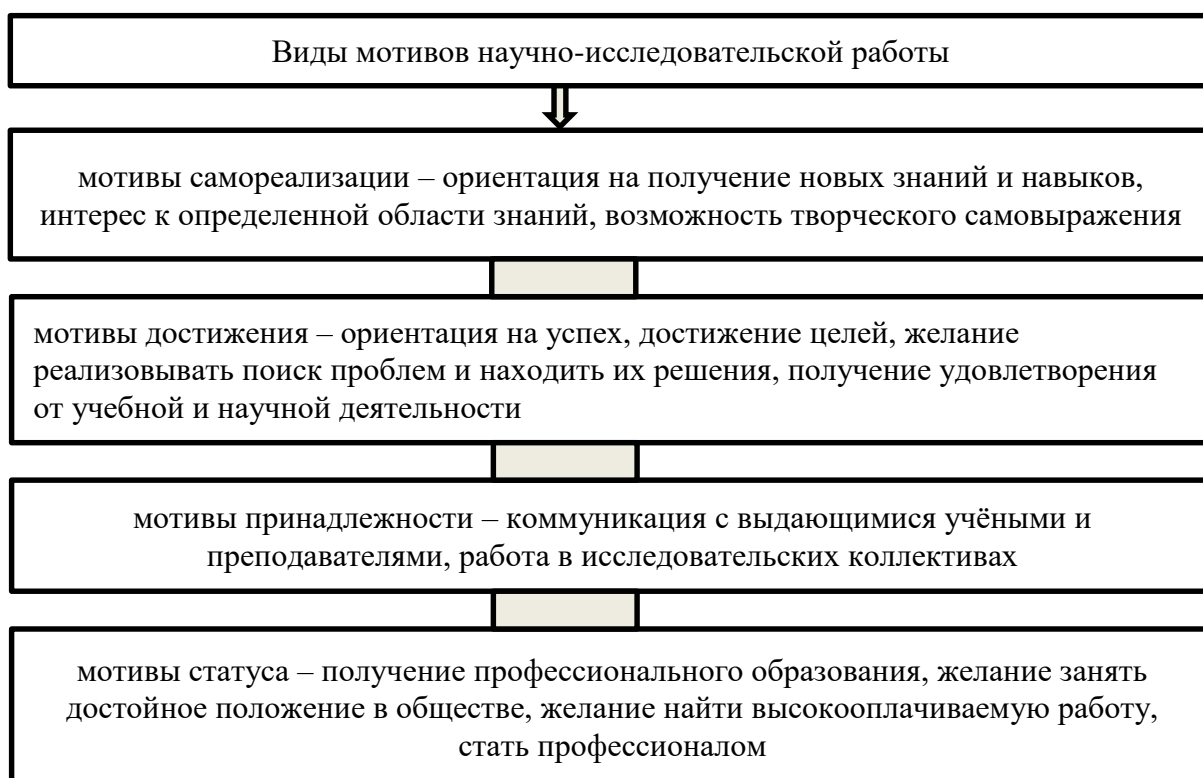 Виды мотивов научно-исследовательской работы
мотивы самореализации – ориентация на получение новых знаний и навыков,
интерес к определенной области знаний, возможность творческого самовыражения
мотивы достижения – ориентация на успех, достижение целей, желание
реализовывать поиск проблем и находить их решения, получение удовлетворения
от учебной и научной деятельности
мотивы принадлежности – коммуникация с выдающимися учёными и
преподавателями, работа в исследовательских коллективах
мотивы статуса – получение профессионального образования, желание занять
достойное положение в обществе, желание найти высокооплачиваемую работу,
стать профессионалом